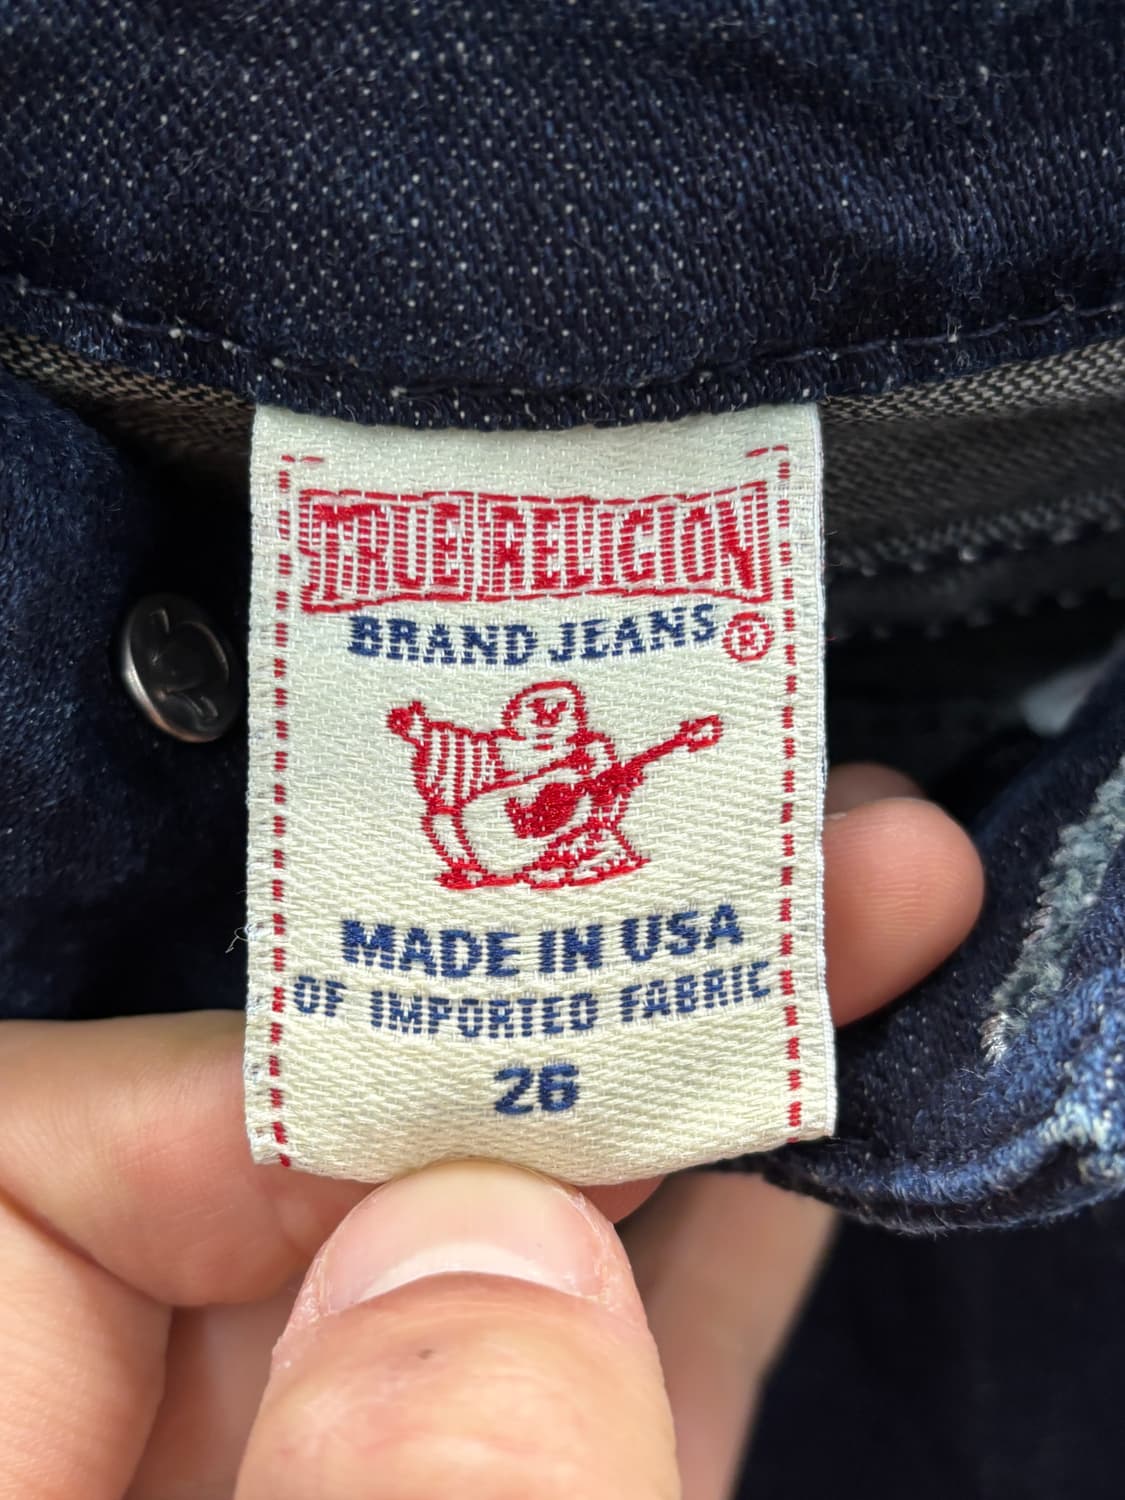 TRUE RELIGION
BRAND JEANS®
MADE IN USA
OF IMPORTED FABRIC
26